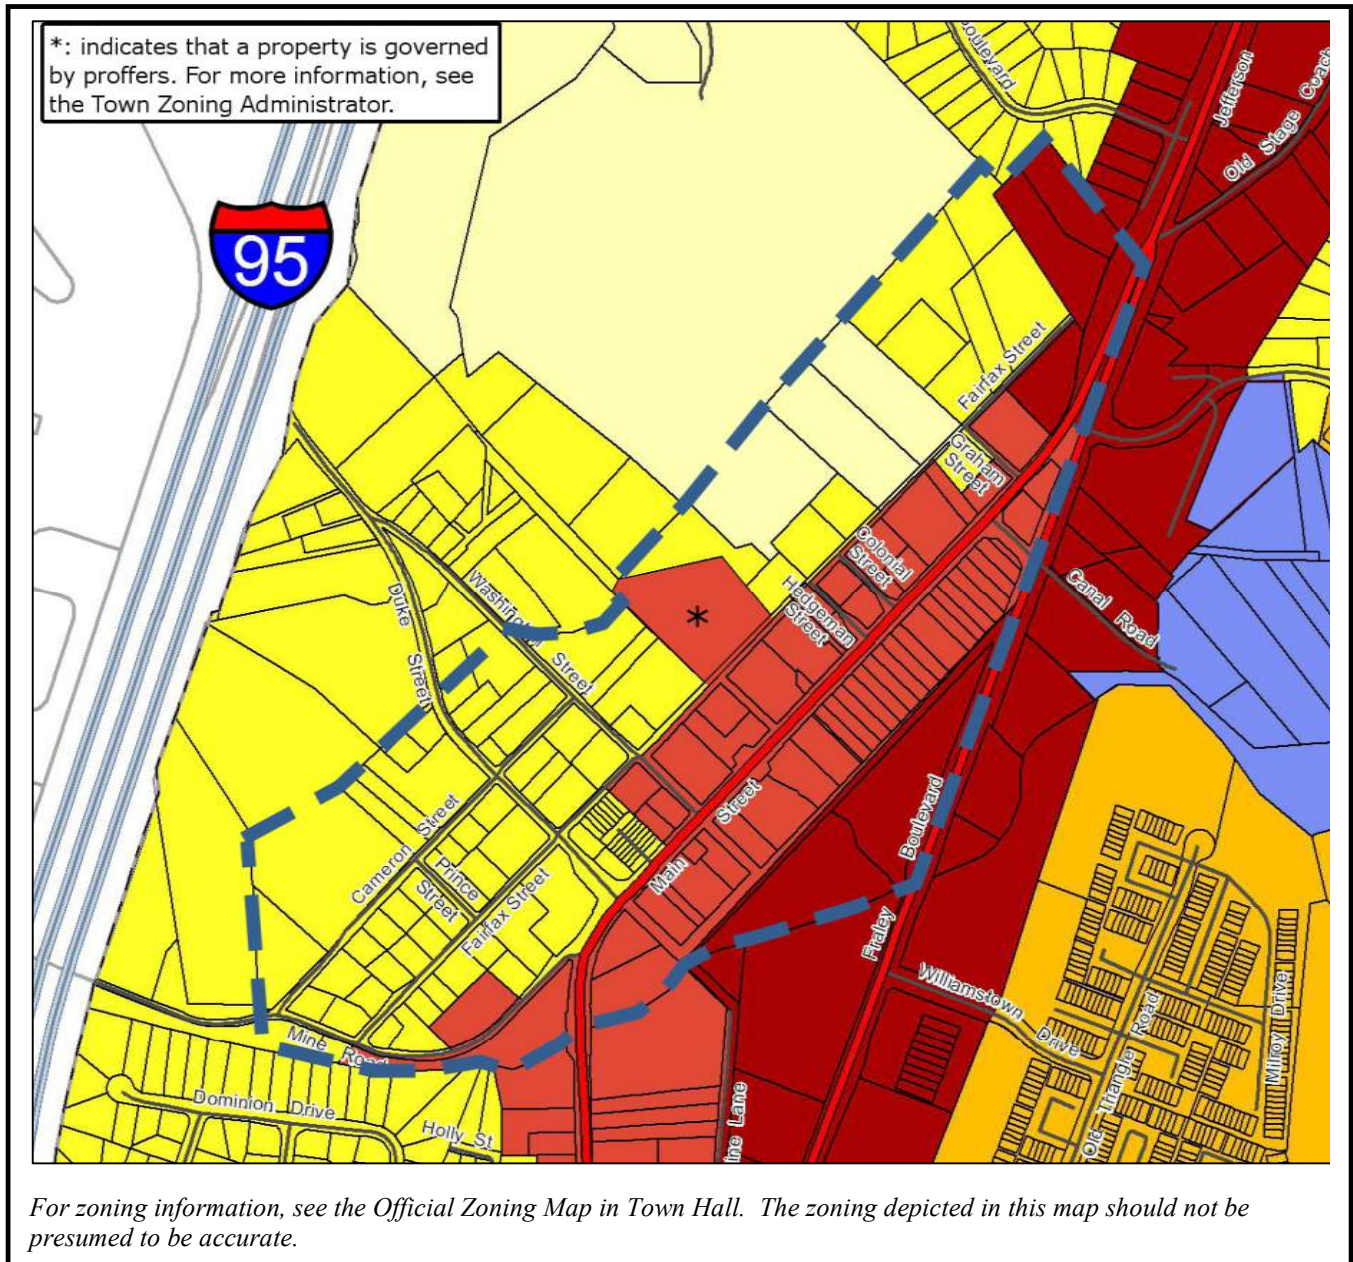 *: indicates that a property is governed
by proffers. For more information, see
the Town Zoning Administrator.
Boulevard
Jefferson
Old Stage Coach
95
Fairfax Street
Graham
Street
Colonial
Street
Hedgeman
Street
Canal Road
Washington Street
Duke
Street
Main
Street
Cameron Street
Prince
Street
Fairfax Street
Fraley
Boulevard
Williamstown Drive
Old Triangle Road
Milroy Drive
Mine Road
Dominion Drive
Holly St
ine Lane
*
For zoning information, see the Official Zoning Map in Town Hall. The zoning depicted in this map should not be
presumed to be accurate.